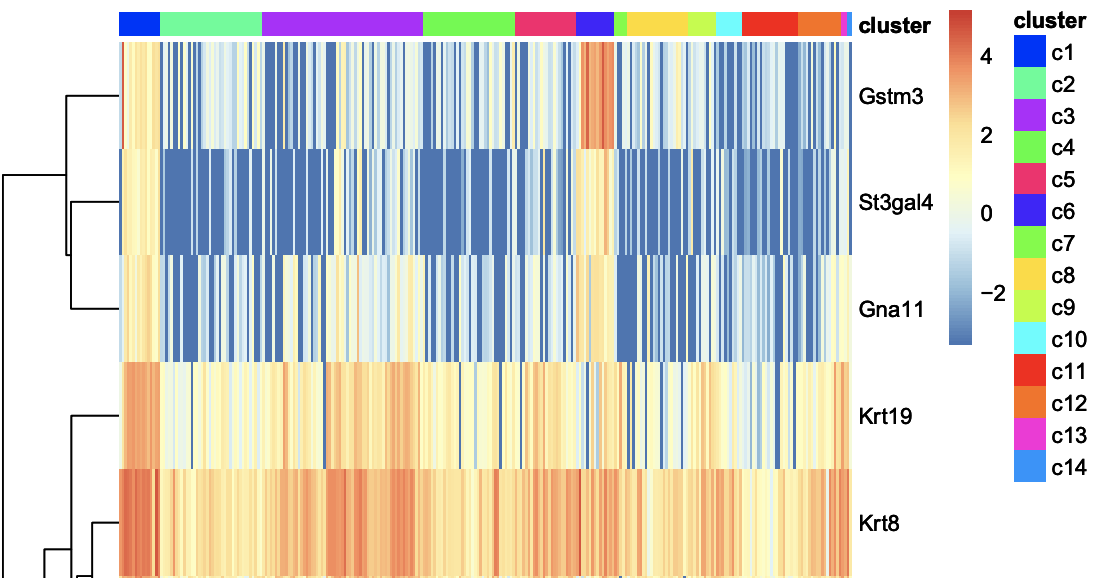 cluster
Gstm3
St3gal4
Gna11
Krt19
Krt8
4
2
0
−2
cluster
c1
c2
c3
c4
c5
c6
c7
c8
c9
c10
c11
c12
c13
c14